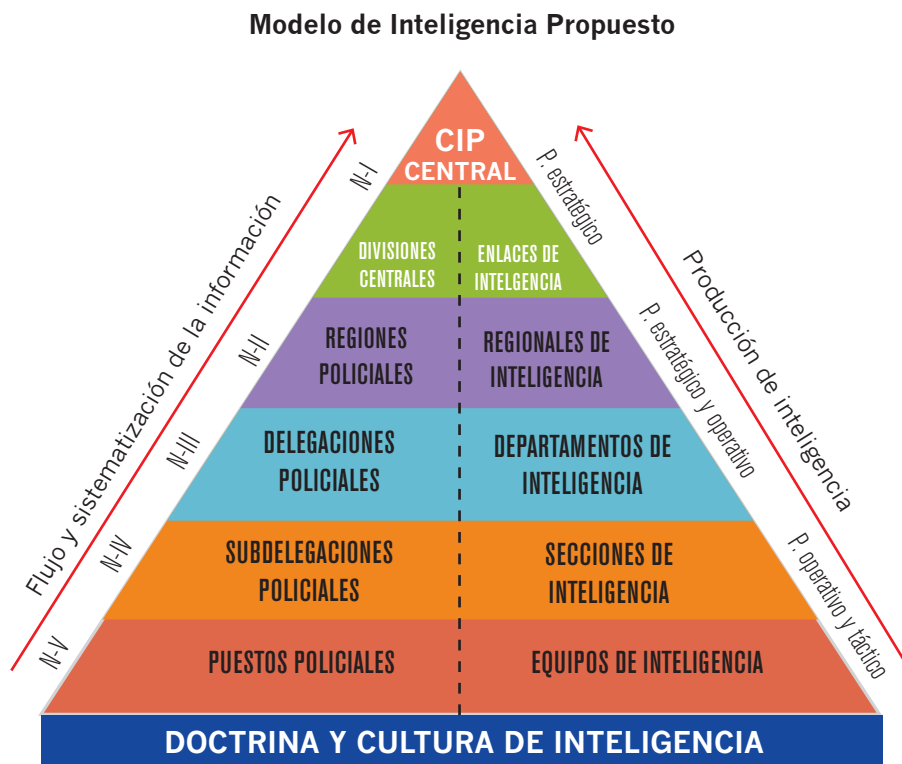 Modelo de Inteligencia Propuesto
CIP
CENTRAL
DIVISIONES
CENTRALES
ENLACES DE
INTELGENCIA
REGIONES
POLICIALES
REGIONALES DE
INTELIGENCIA
DELEGACIONES
POLICIALES
DEPARTAMENTOS DE
INTELIGENCIA
SUBDELEGACIONES
POLICIALES
SECCIONES DE
INTELIGENCIA
PUESTOS POLICIALES
EQUIPOS DE INTELIGENCIA
DOCTRINA Y CULTURA DE INTELIGENCIA
Flujo y sistematización de la información
N-I
N-II
N-III
N-IV
N-V
P. estratégico
P. estratégico y operativo
P. operativo y táctico
Producción de inteligencia